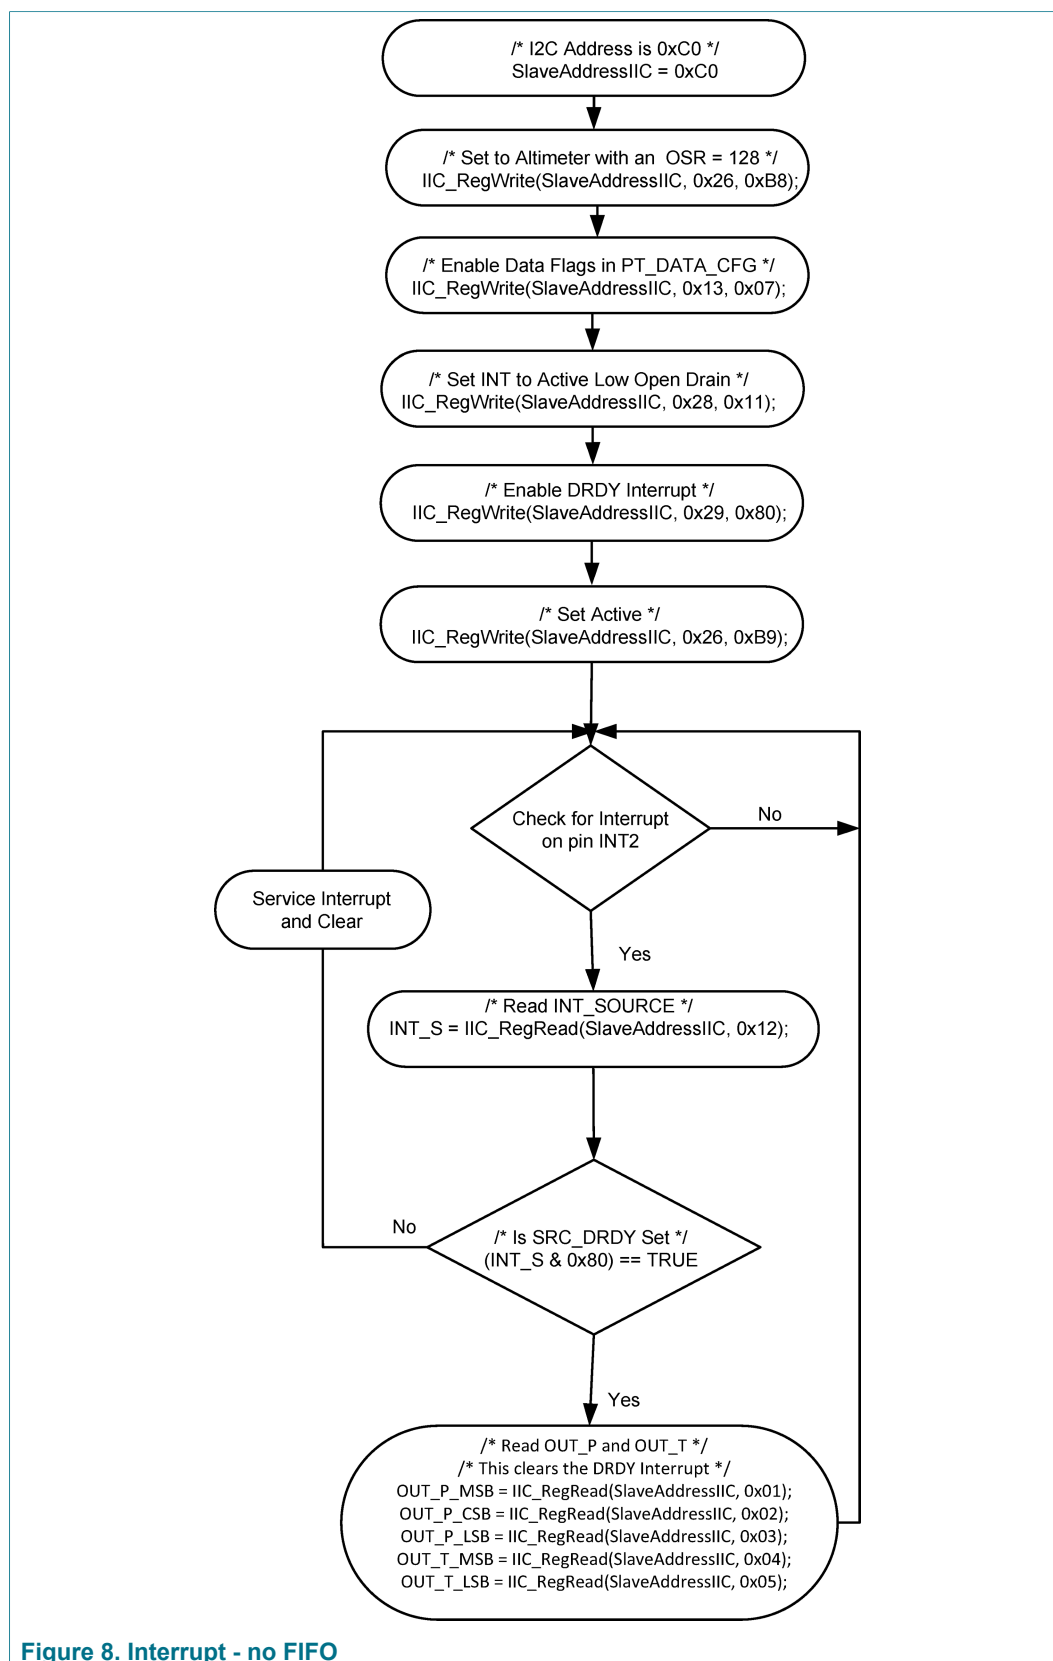 /* I2C Address is 0xC0 */
SlaveAddressIIC = 0xC0
/* Set to Altimeter with an OSR = 128 */
IIC_RegWrite(SlaveAddressIIC, 0x26, 0xB8);
/* Enable Data Flags in PT_DATA_CFG */
IIC_RegWrite(SlaveAddressIIC, 0x13, 0x07);
/* Set INT to Active Low Open Drain */
IIC_RegWrite(SlaveAddressIIC, 0x28, 0x11);
/* Enable DRDY Interrupt */
IIC_RegWrite(SlaveAddressIIC, 0x29, 0x80);
/* Set Active */
IIC_RegWrite(SlaveAddressIIC, 0x26, 0xB9);
Check for Interrupt
on pin INT2
No
Service Interrupt
and Clear
Yes
/* Read INT_SOURCE */
INT_S = IIC_RegRead(SlaveAddressIIC, 0x12);
No
/* Is SRC_DRDY Set */
(INT_S & 0x80) == TRUE
Yes
/* Read OUT_P and OUT_T */
/* This clears the DRDY Interrupt */
OUT_P_MSB = IIC_RegRead(SlaveAddressIIC, 0x01);
OUT_P_CSB = IIC_RegRead(SlaveAddressIIC, 0x02);
OUT_P_LSB = IIC_RegRead(SlaveAddressIIC, 0x03);
OUT_T_MSB = IIC_RegRead(SlaveAddressIIC, 0x04);
OUT_T_LSB = IIC_RegRead(SlaveAddressIIC, 0x05);
Figure 8. Interrupt - no FIFO